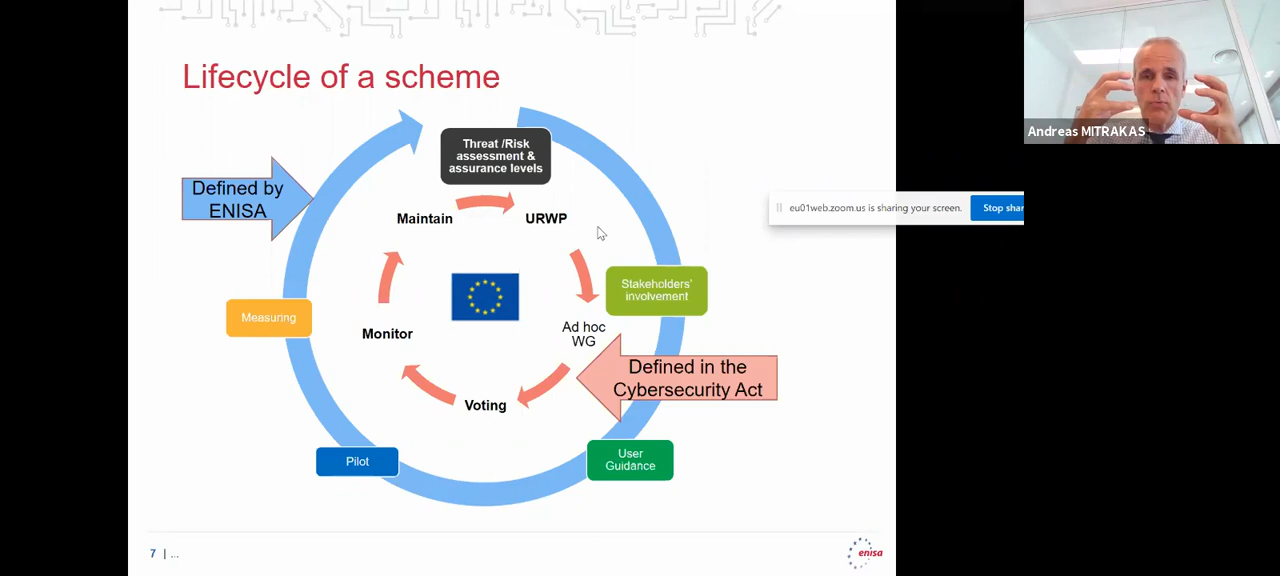 Lifecycle of a scheme
Threat /Risk
assessment &
assurance levels
Andreas MITRAKAS
Defined by
ENISA
Maintain
URWP
eu01web.zoom.us is sharing your screen.
Stop shar
Stakeholders'
involvement
Measuring
Monitor
Ad hoc
WG
Defined in the
Cybersecurity Act
Voting
Pilot
User
Guidance
7 | ...
enisa